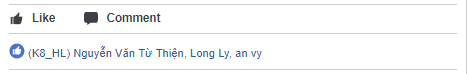 Like Comment
(K8_HL) Nguyễn Văn Từ Thiện, Long Ly, an vy